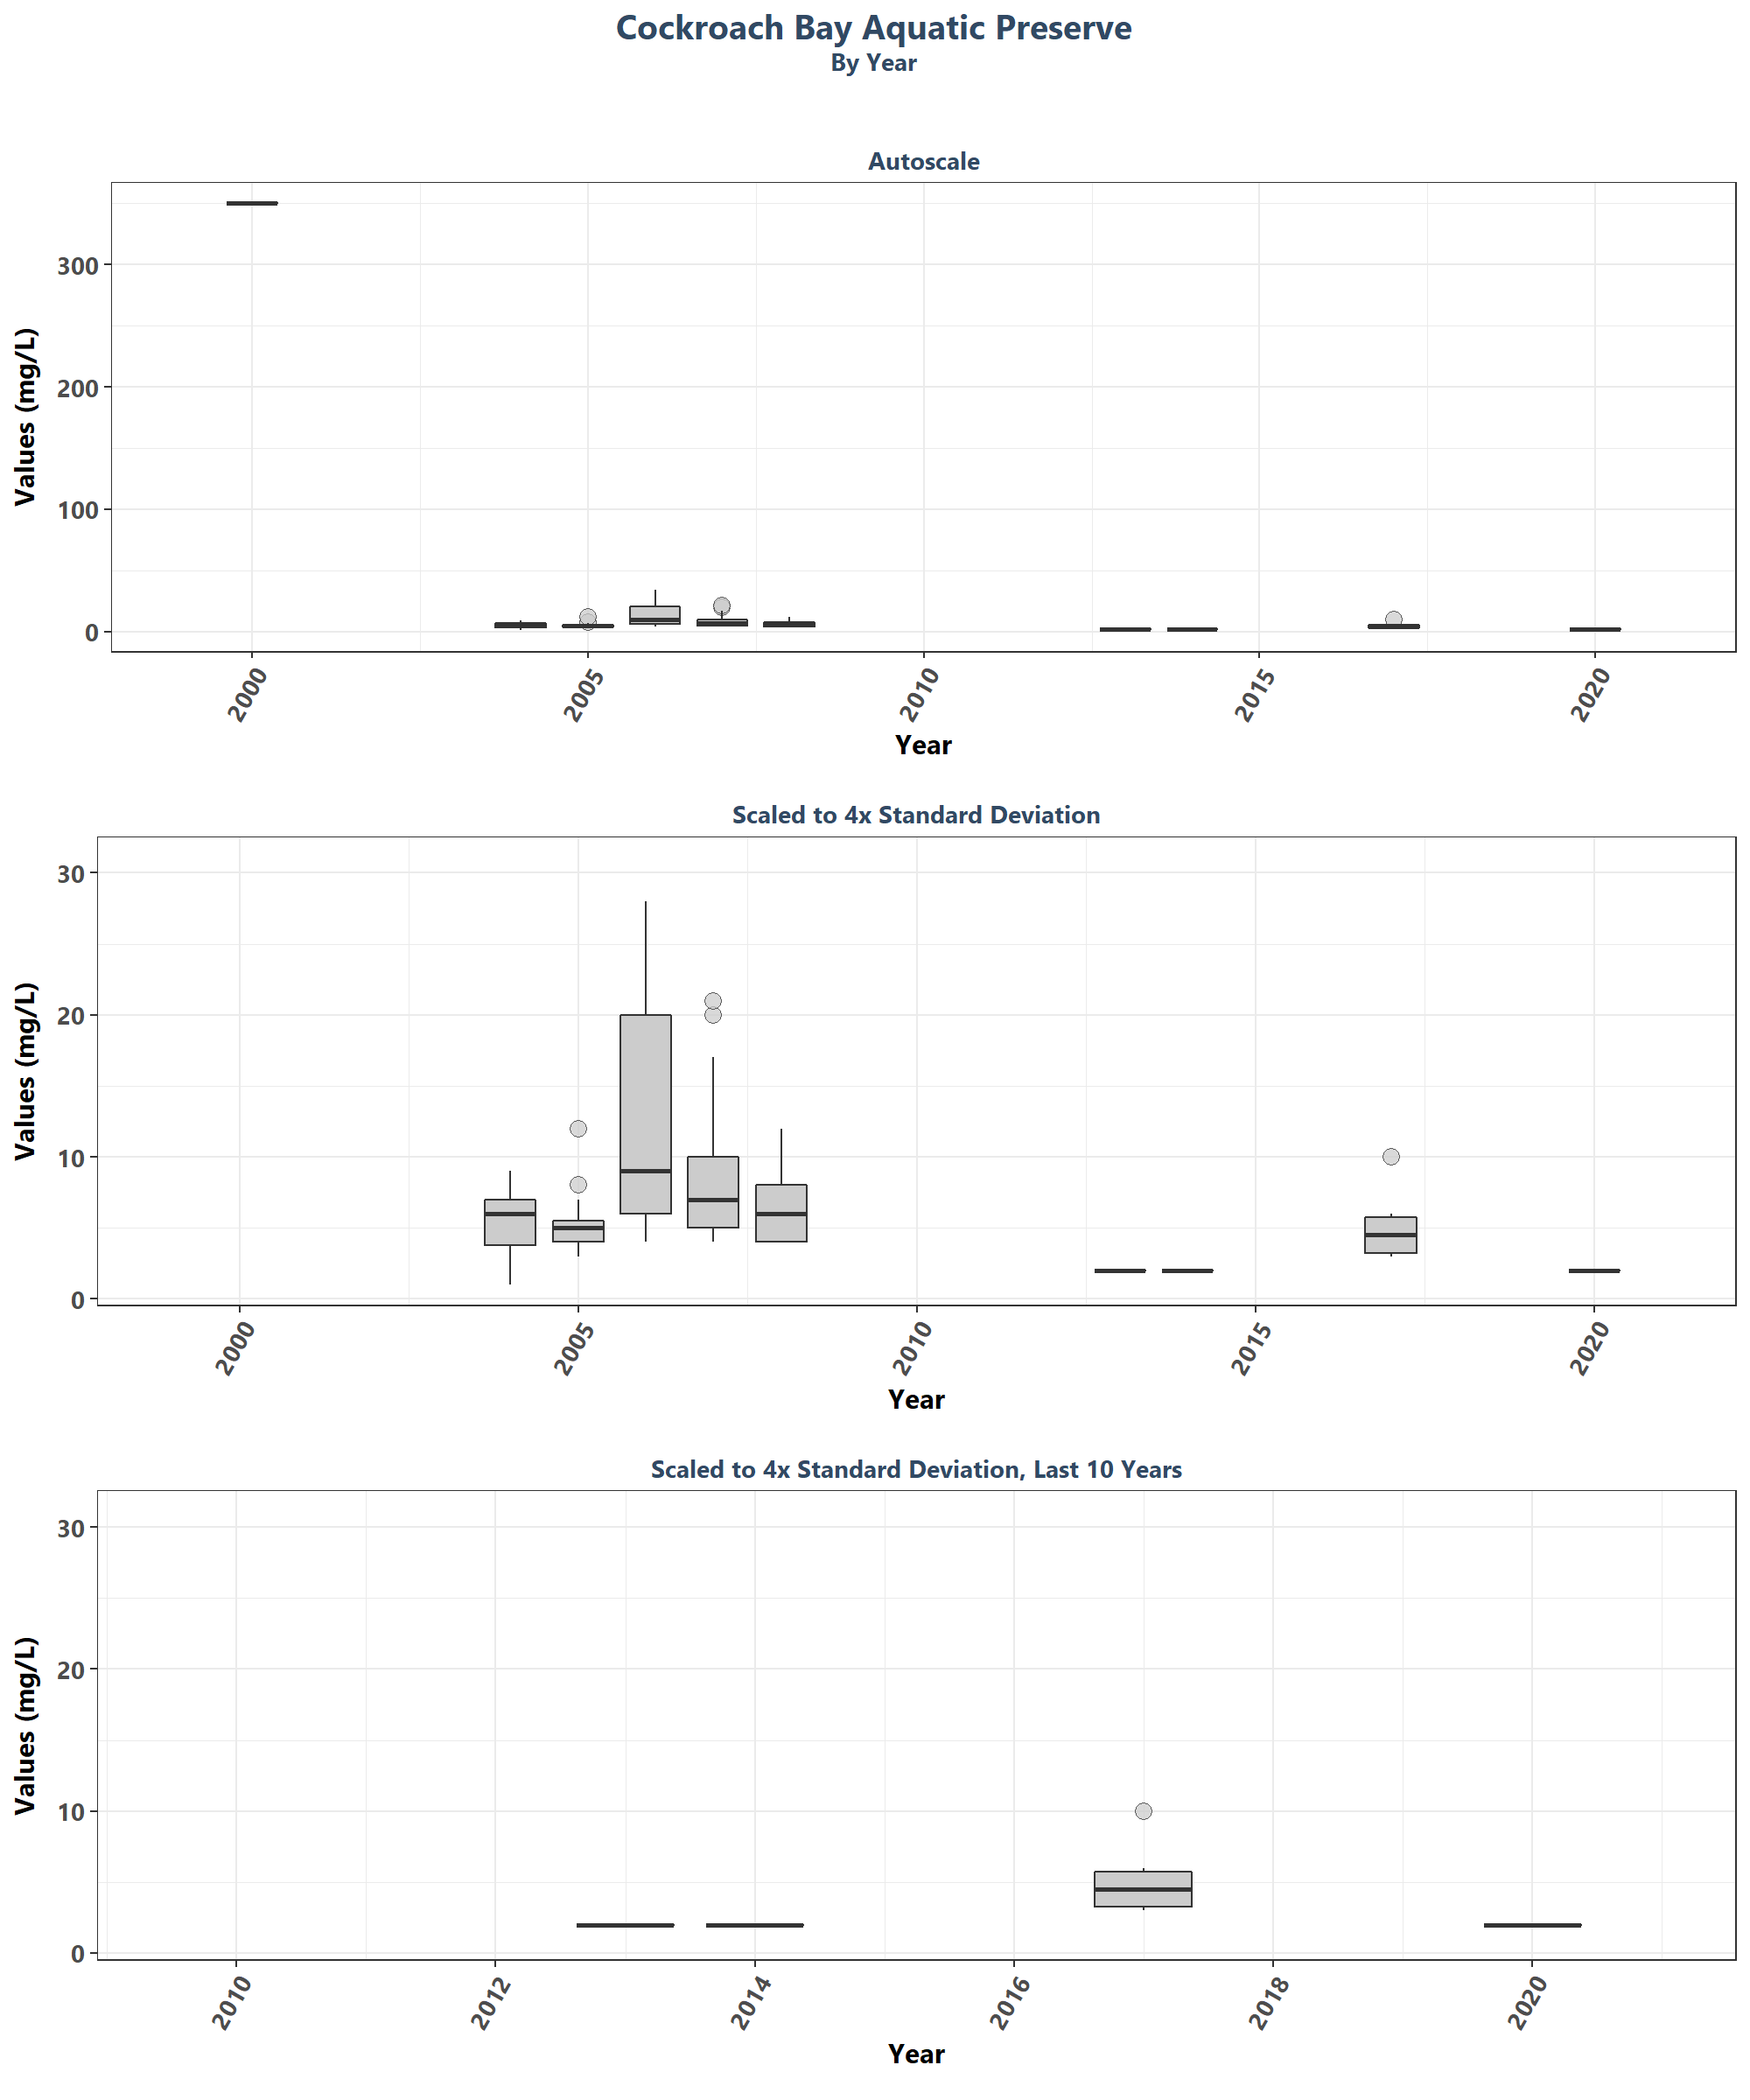 Cockroach Bay Aquatic Preserve
By Year
Autoscale
Values (mg/L)
300
200
100
0
2000
2005
2010
2015
2020
Year
Scaled to 4x Standard Deviation
Values (mg/L)
30
20
10
0
2000
2005
2010
2015
2020
Year
Scaled to 4x Standard Deviation, Last 10 Years
Values (mg/L)
30
20
10
0
2010
2012
2014
2016
2018
2020
Year